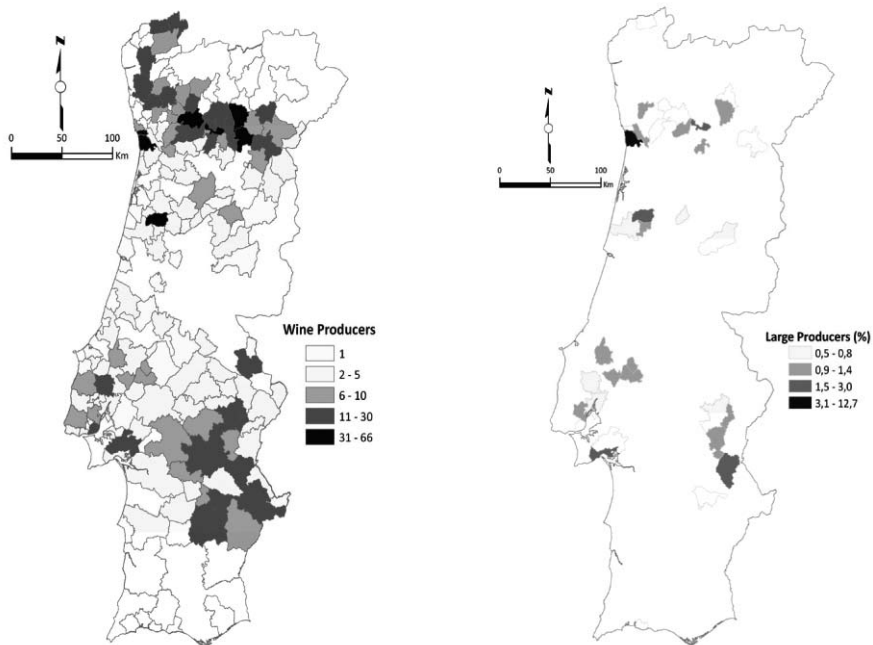 N
0 50 100
Km
Wine Producers
1
2 - 5
6 - 10
11 - 30
31 - 66
N
0 50 100
Km
Large Producers (%)
0,5 - 0,8
0,9 - 1,4
1,5 - 3,0
3,1 - 12,7